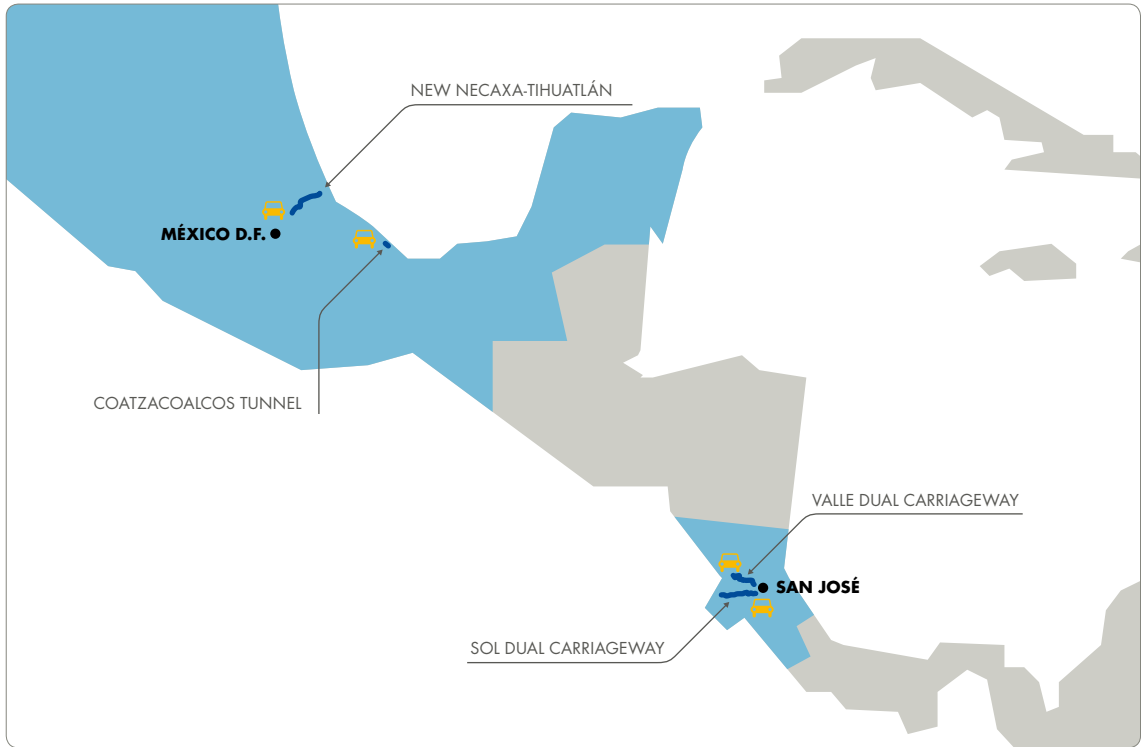 NEW NECAXA-TIHUATLÁN
MÉXICO D.F.
COATZACOALCOS TUNNEL
VALLE DUAL CARRIAGEWAY
SAN JOSÉ
SOL DUAL CARRIAGEWAY